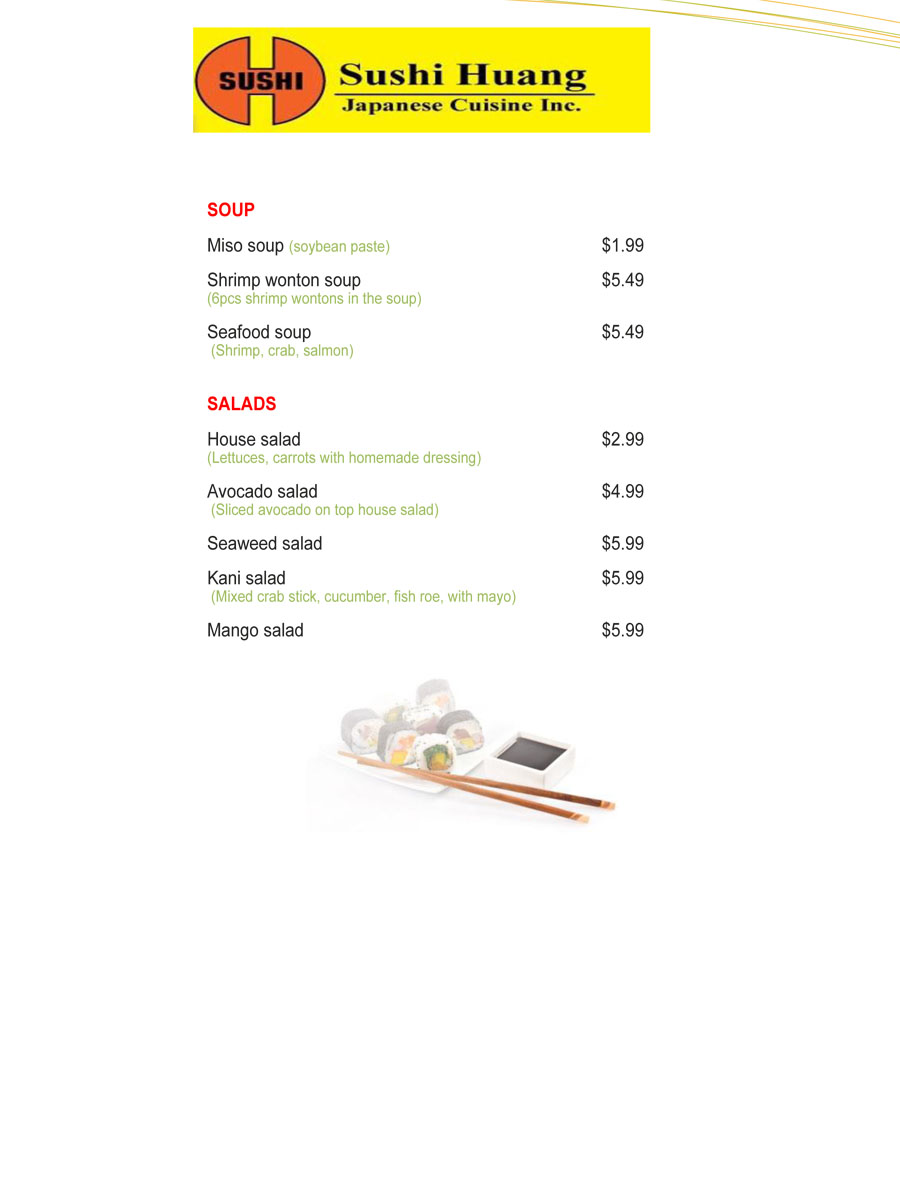 SUSHI
Sushi Huang
Japanese Cuisine Inc.
SOUP
Miso soup (soybean paste) $1.99
Shrimp wonton soup $5.49
(6pcs shrimp wontons in the soup)
Seafood soup $5.49
(Shrimp, crab, salmon)
SALADS
House salad $2.99
(Lettuces, carrots with homemade dressing)
Avocado salad $4.99
(Sliced avocado on top house salad)
Seaweed salad $5.99
Kani salad $5.99
(Mixed crab stick, cucumber, fish roe, with mayo)
Mango salad $5.99